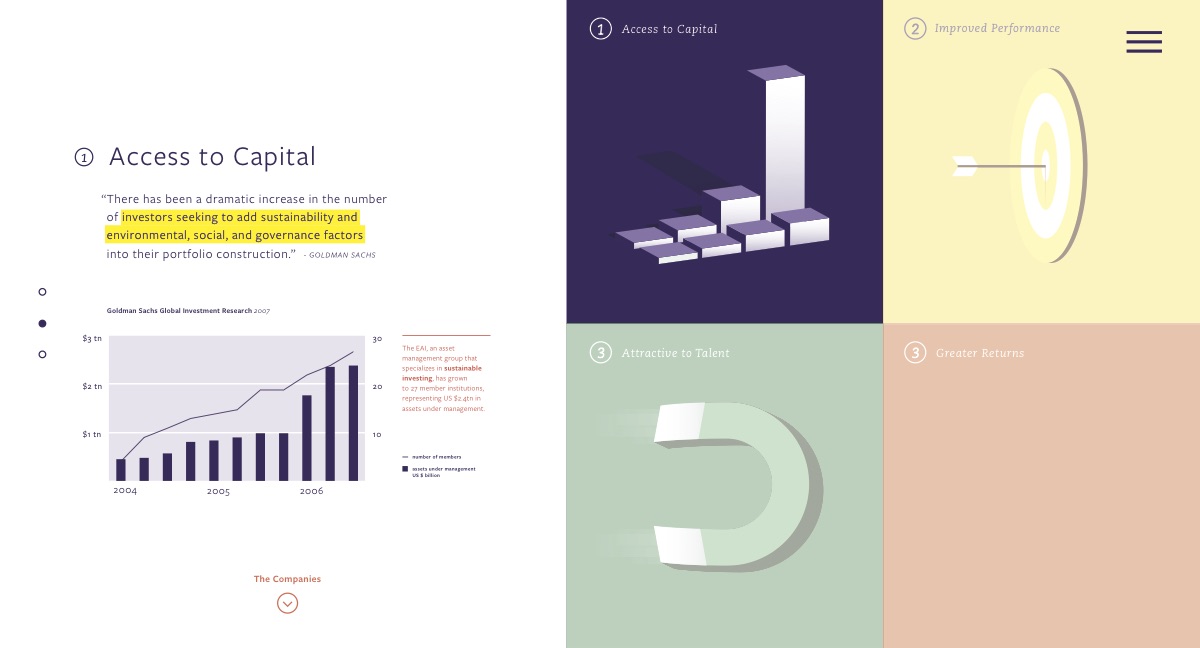 1 Access to Capital
“There has been a dramatic increase in the number
of investors seeking to add sustainability and
environmental, social, and governance factors
into their portfolio construction.” - GOLDMAN SACHS
Goldman Sachs Global Investment Research 2007
$3 tn
$2 tn
$1 tn
30
20
10
2004 2005 2006
The EAI, an asset
management group that
specializes in sustainable
investing, has grown
to 27 member institutions,
representing US $2.4tn in
assets under management.
number of members
assets under management
US $ billion
The Companies
1 Access to Capital
2 Improved Performance
3 Attractive to Talent
3 Greater Returns